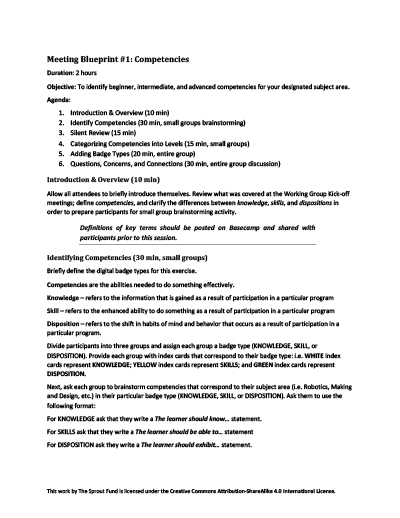 Meeting Blueprint #1: Competencies
Duration: 2 hours
Objective: To identify beginner, intermediate, and advanced competencies for your designated subject area.
Agenda:
1. Introduction & Overview (10 min)
2. Identify Competencies (30 min, small groups brainstorming)
3. Silent Review (15 min)
4. Categorizing Competencies into Levels (15 min, small groups)
5. Adding Badge Types (20 min, entire group)
6. Questions, Concerns, and Connections (30 min, entire group discussion)
Introduction & Overview (10 min)
Allow all attendees to briefly introduce themselves. Review what was covered at the Working Group Kick-off
meetings; define competencies, and clarify the differences between knowledge, skills, and dispositions in
order to prepare participants for small group brainstorming activity.
Definitions of key terms should be posted on Basecamp and shared with
participants prior to this session.
Identifying Competencies (30 min, small groups)
Briefly define the digital badge types for this exercise.
Competencies are the abilities needed to do something effectively.
Knowledge – refers to the information that is gained as a result of participation in a particular program
Skill – refers to the enhanced ability to do something as a result of participation in a particular program
Disposition – refers to the shift in habits of mind and behavior that occurs as a result of participation in a
particular program.
Divide participants into three groups and assign each group a badge type (KNOWLEDGE, SKILL, or
DISPOSITION). Provide each group with index cards that correspond to their badge type: i.e. WHITE index
cards represent KNOWLEDGE; YELLOW index cards represent SKILLS; and GREEN index cards represent
DISPOSITION.
Next, ask each group to brainstorm competencies that correspond to their subject area (i.e. Robotics, Making
and Design, etc.) in their particular badge type (KNOWLEDGE, SKILL, or DISPOSITION). Ask them to use the
following format:
For KNOWLEDGE ask that they write a The learner should know… statement.
For SKILLS ask that they write a The learner should be able to… statement
For DISPOSITION ask they write a The learner should exhibit… statement.
This work by The Sprout Fund is licensed under the Creative Commons Attribution-ShareAlike 4.0 International License.